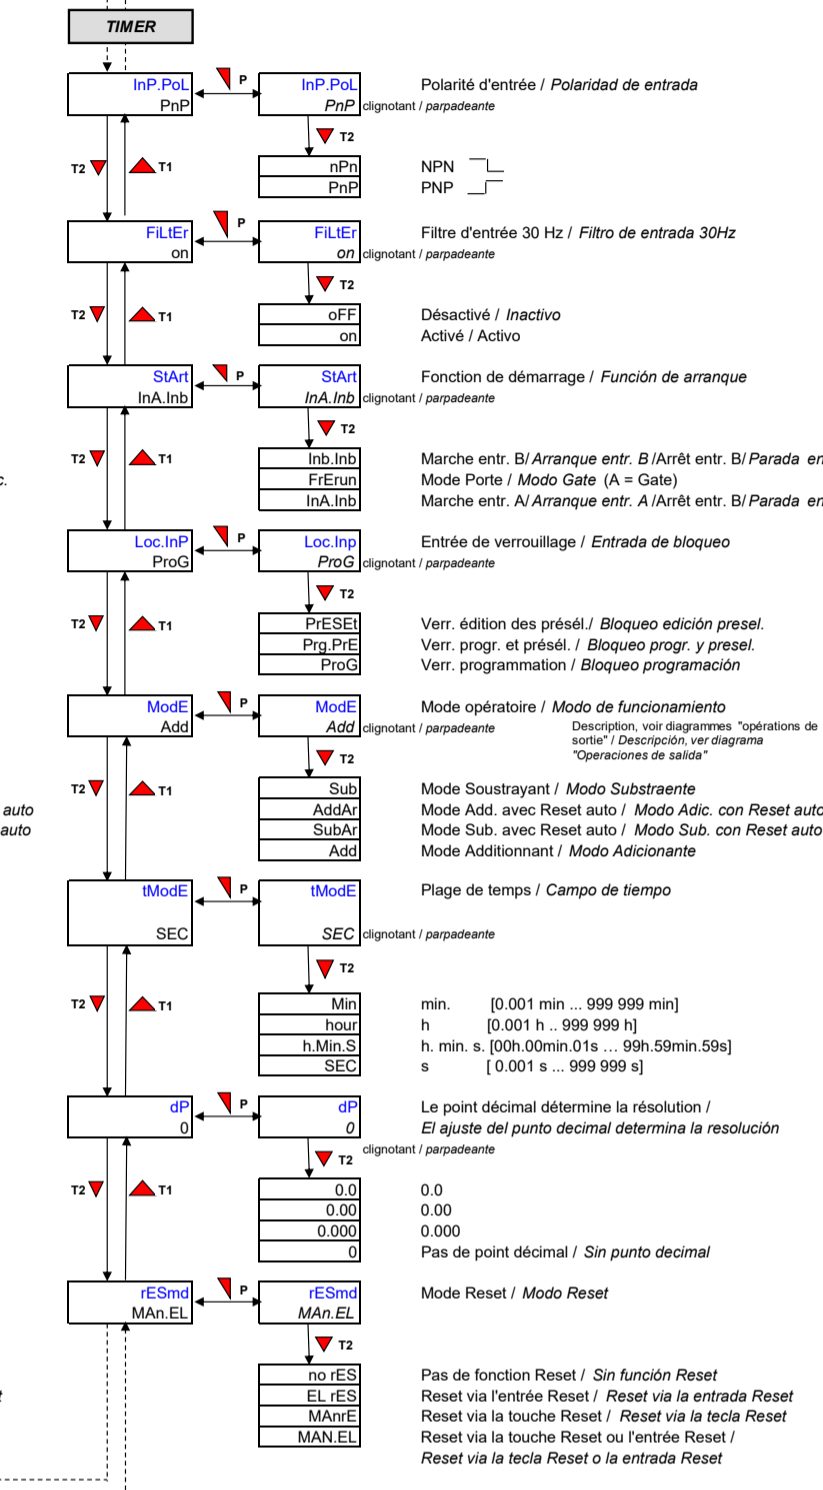 TIMER
InP.PoL P InP.PoL Polarité d'entrée / Polaridad de entrada
PnP PnP clignotant / parpadeante
T2
T2 T1 nPn NPN
PnP PNP
FiLtEr P FiLtEr Filtre d'entrée 30 Hz / Filtro de entrada 30Hz
on on clignotant / parpadeante
T2
T2 T1 oFF Désactivé / Inactivo
on Activé / Activo
StArt P StArt Fonction de démarrage / Función de arranque
InA.Inb InA.Inb clignotant / parpadeante
T2
T2 T1 Inb.Inb Marche entr. B/Arranque entr. B /Arrêt entr. B/Parada en
c. FrErun Mode Porte / Modo Gate (A = Gate)
InA.Inb Marche entr. A/Arranque entr. A /Arrêt entr. B/Parada en
Loc.InP P Loc.Inp Entrée de verrouillage / Entrada de bloqueo
ProG ProG clignotant / parpadeante
T2
T2 T1 PrESEt Verr. édition des présél./ Bloqueo edición presel.
Prg.PrE Verr. progr. et présél. / Bloqueo progr. y presel.
ProG Verr. programmation / Bloqueo programación
ModE P ModE Mode opératoire / Modo de funcionamiento
Add Add clignotant / parpadeante Description, voir diagrammes "opérations de
sortie" / Descripción, ver diagrama
T2 "Operaciones de salida"
T2 T1 Sub Mode Soustrayant / Modo Substraente
auto AddAr Mode Add. avec Reset auto / Modo Adic. con Reset auto
auto SubAr Mode Sub. avec Reset auto / Modo Sub. con Reset auto
Add Mode Additionnant / Modo Adicionante
tModE P tModE Plage de temps / Campo de tiempo
SEC SEC clignotant / parpadeante
T2
T2 T1 Min min. [0.001 min ... 999 999 min]
hour h [0.001 h .. 999 999 h]
h.Min.S h. min. s. [00h.00min.01s … 99h.59min.59s]
SEC s [ 0.001 s ... 999 999 s]
dP P dP Le point décimal détermine la résolution /
0 0 El ajuste del punto decimal determina la resolución
clignotant / parpadeante
T2
T2 T1 0.0 0.0
0.00 0.00
0.000 0.000
0 Pas de point décimal / Sin punto decimal
rESmd P rESmd Mode Reset / Modo Reset
MAn.EL MAn.EL
T2
no rES Pas de fonction Reset / Sin función Reset
EL rES Reset via l'entrée Reset / Reset via la entrada Reset
MAnrE Reset via la touche Reset / Reset via la tecla Reset
MAN.EL Reset via la touche Reset ou l'entrée Reset /
Reset via la tecla Reset o la entrada Reset